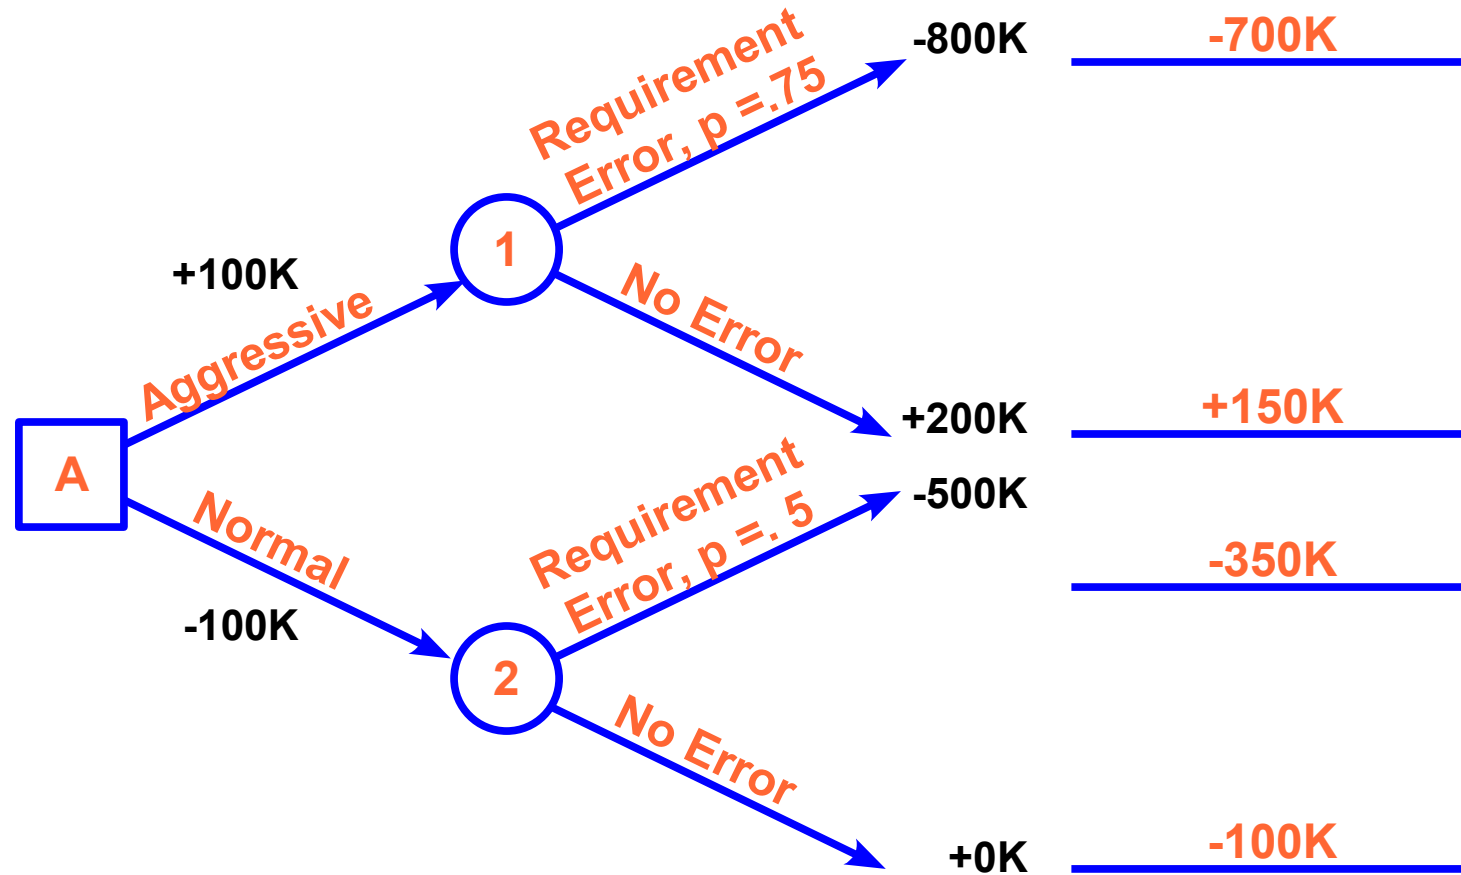 Requirement
Error, p =.75
-800K
-700K
1
+100K
Aggressive
No Error
+200K
+150K
A
Normal
-100K
Requirement
Error, p =. 5
-500K
-350K
2
No Error
+0K
-100K